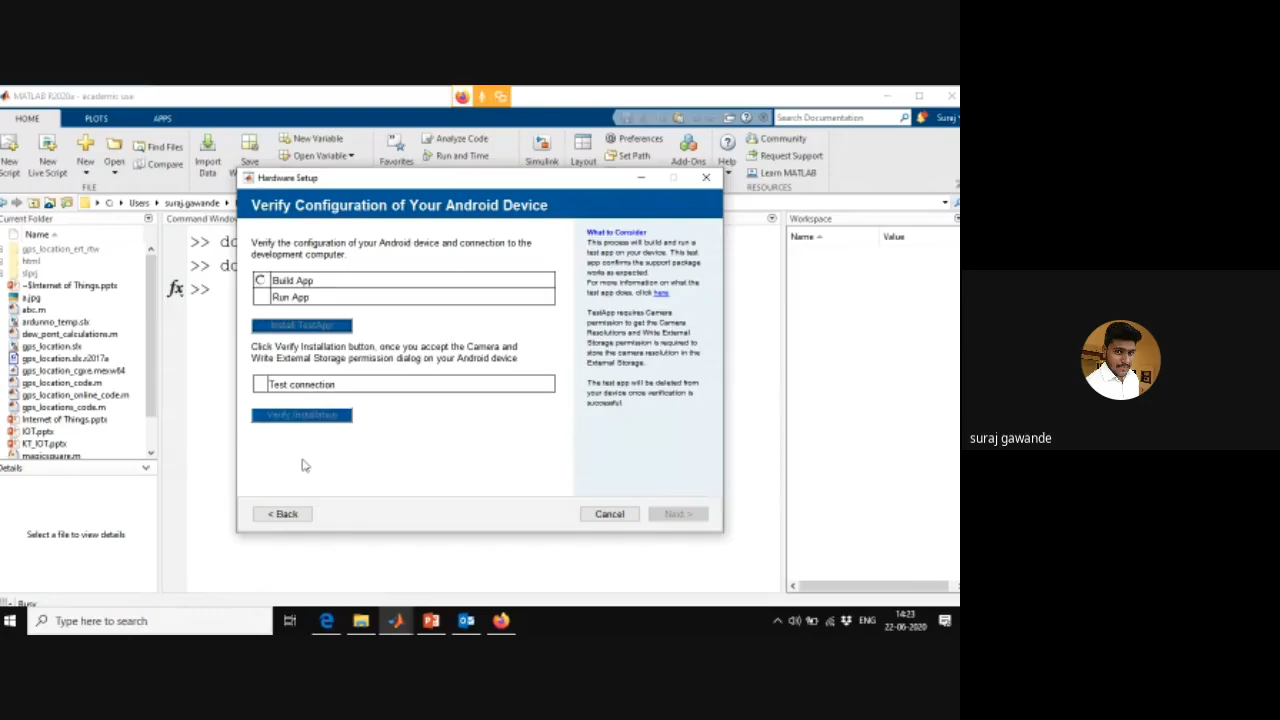 MATLAB R2020a - academic use
HOME
PLOTS
APPS
Search Documentation
Suraj
New
Script
New
Live Script
New
Open
Find Files
Compare
Import
Data
Save
New Variable
Open Variable
Favorites
Analyze Code
Run and Time
Simulink
Layout
Preferences
Set Path
Add-Ons
Help
Community
Request Support
Learn MATLAB
FILE
RESOURCES
C:
Users
suraj.gawande
Current Folder
Name
gps_location_ert_rtw
html
slprj
~$Internet of Things.pptx
a.jpg
abc.m
ardunno_temp.slx
dew_pont_calculations.m
gps_location.slx
gps_location.slx.r2017a
gps_location_cgxe.mexw64
gps_location_code.m
gps_location_online_code.m
gps_locations_code.m
Internet of Things.pptx
IOT.pptx
KT_IOT.pptx
magicsquare.m
Details
Select a file to view details
Busy
Command Window
>> do
>> do
fx >>
Hardware Setup
Verify Configuration of Your Android Device
Verify the configuration of your Android device and connection to the
development computer.
Build App
Run App
Install TestApp
Click Verify Installation button, once you accept the Camera and
Write External Storage permission dialog on your Android device
Test connection
Verify Installation
What to Consider
This process will build and run a
test app on your device. This test
app confirms the support package
works as expected.
For more information on what the
test app does, click here.
TestApp requires Camera
permission to get the Camera
Resolutions and Write External
Storage permission is required to
store the camera resolution in the
External Storage.
The test app will be deleted from
your device once verification is
successful.
< Back
Cancel
Next >
Workspace
Name
Value
Type here to search
ENG
14:23
22-06-2020
suraj gawande